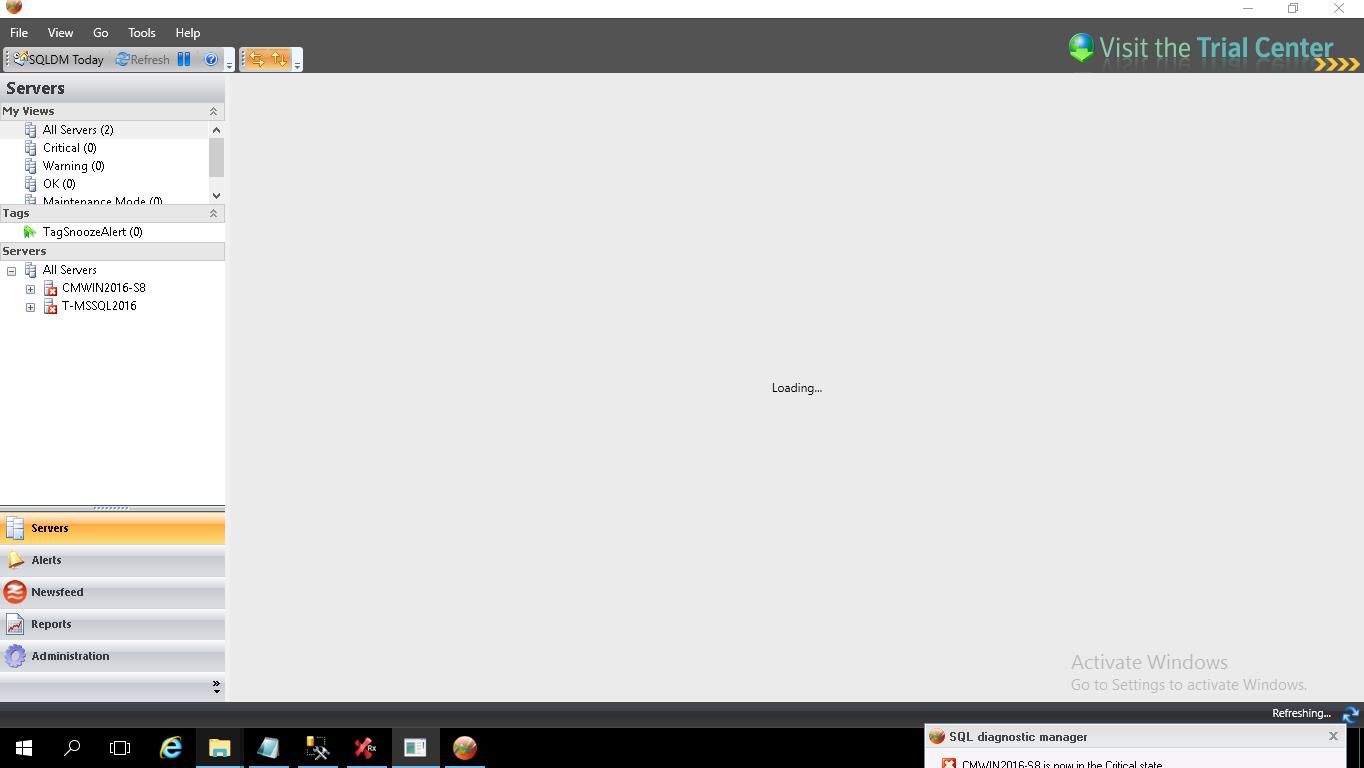 File View Go Tools Help
Visit the Trial Center
SQLDM Today Refresh
Servers
My Views
All Servers (2)
Critical (0)
Warning (0)
OK (0)
Maintenance Mode (0)
Tags
TagSnoozeAlert (0)
Servers
All Servers
CMWIN2016-S8
T-MSSQL2016
Loading...
Servers
Alerts
Newsfeed
Reports
Administration
Activate Windows
Go to Settings to activate Windows.
Refreshing...
Rx
SQL diagnostic manager
CMWIN2016-S8 is now in the Critical state